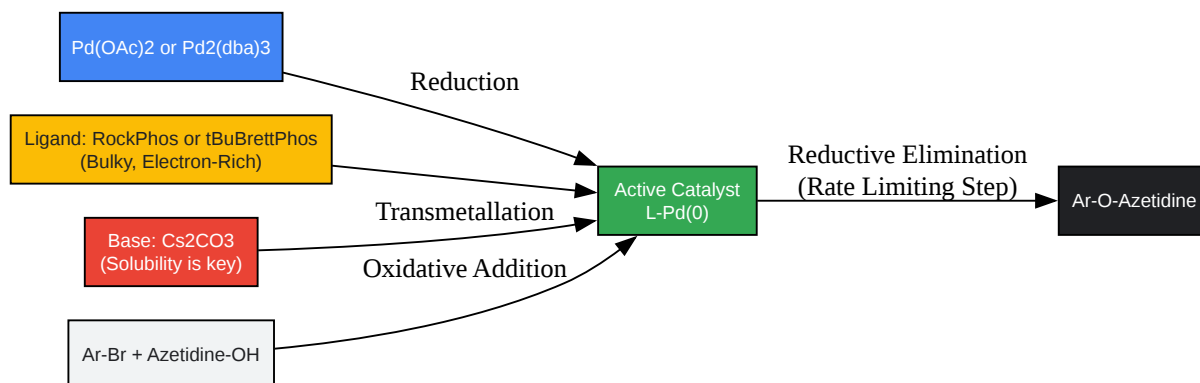 Pd(OAc)2 or Pd2(dba)3
Reduction
Ligand: RockPhos or tBuBrettPhos
(Bulky, Electron-Rich)
Transmetallation
Base: Cs2CO3
(Solubility is key)
Oxidative Addition
Ar-Br + Azetidine-OH
Active Catalyst
L-Pd(0)
Reductive Elimination
(Rate Limiting Step)
Ar-O-Azetidine